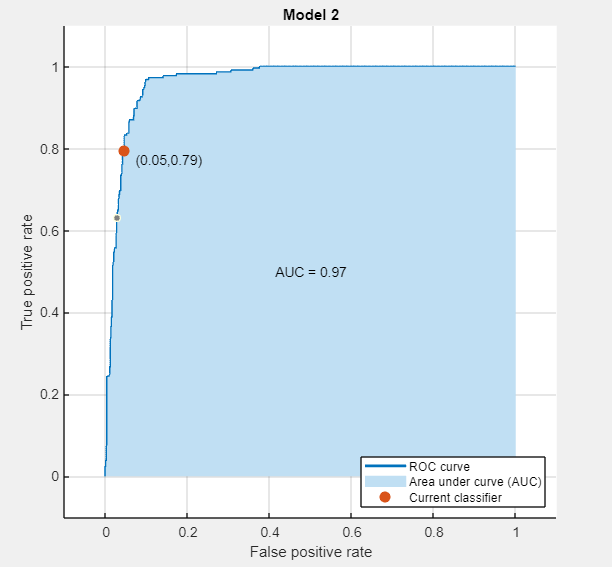 Model 2
True positive rate
1
0.8
0.6
0.4
0.2
0
(0.05,0.79)
AUC = 0.97
ROC curve
Area under curve (AUC)
Current classifier
0
0.2
0.4
0.6
0.8
1
False positive rate